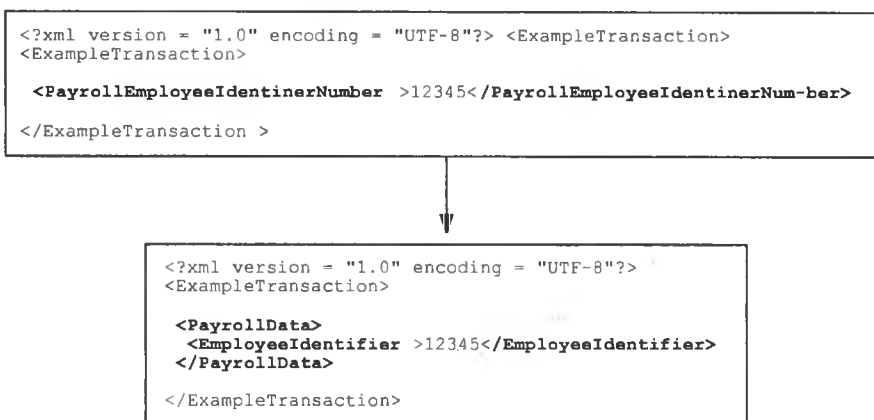 <?xml version = "1.0" encoding = "UTF-8"?> <ExampleTransaction>
<ExampleTransaction>
<PayrollEmployeeIdentinerNumber >12345</PayrollEmployeeIdentinerNum-ber>
</ExampleTransaction >
<?xml version = "1.0" encoding = "UTF-8"?>
<ExampleTransaction>
<PayrollData>
<EmployeeIdentifier >12345</EmployeeIdentifier>
</PayrollData>
</ExampleTransaction>